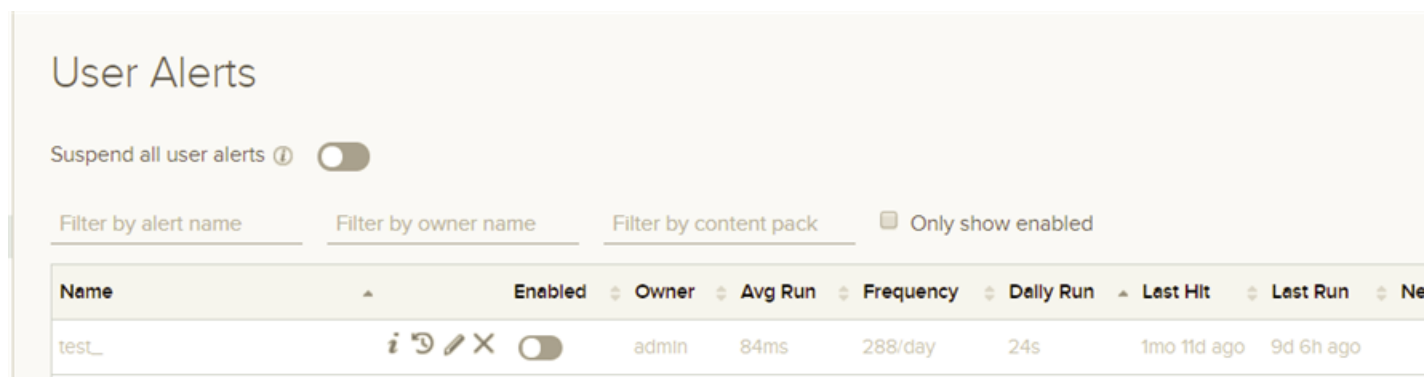 User Alerts
Suspend all user alerts
Filter by alert name Filter by owner name Filter by content pack Only show enabled
Name Enabled Owner Avg Run Frequency Daily Run Last Hit Last Run Ne
test_ admin 84ms 288/day 24s 1mo 11d ago 9d 6h ago